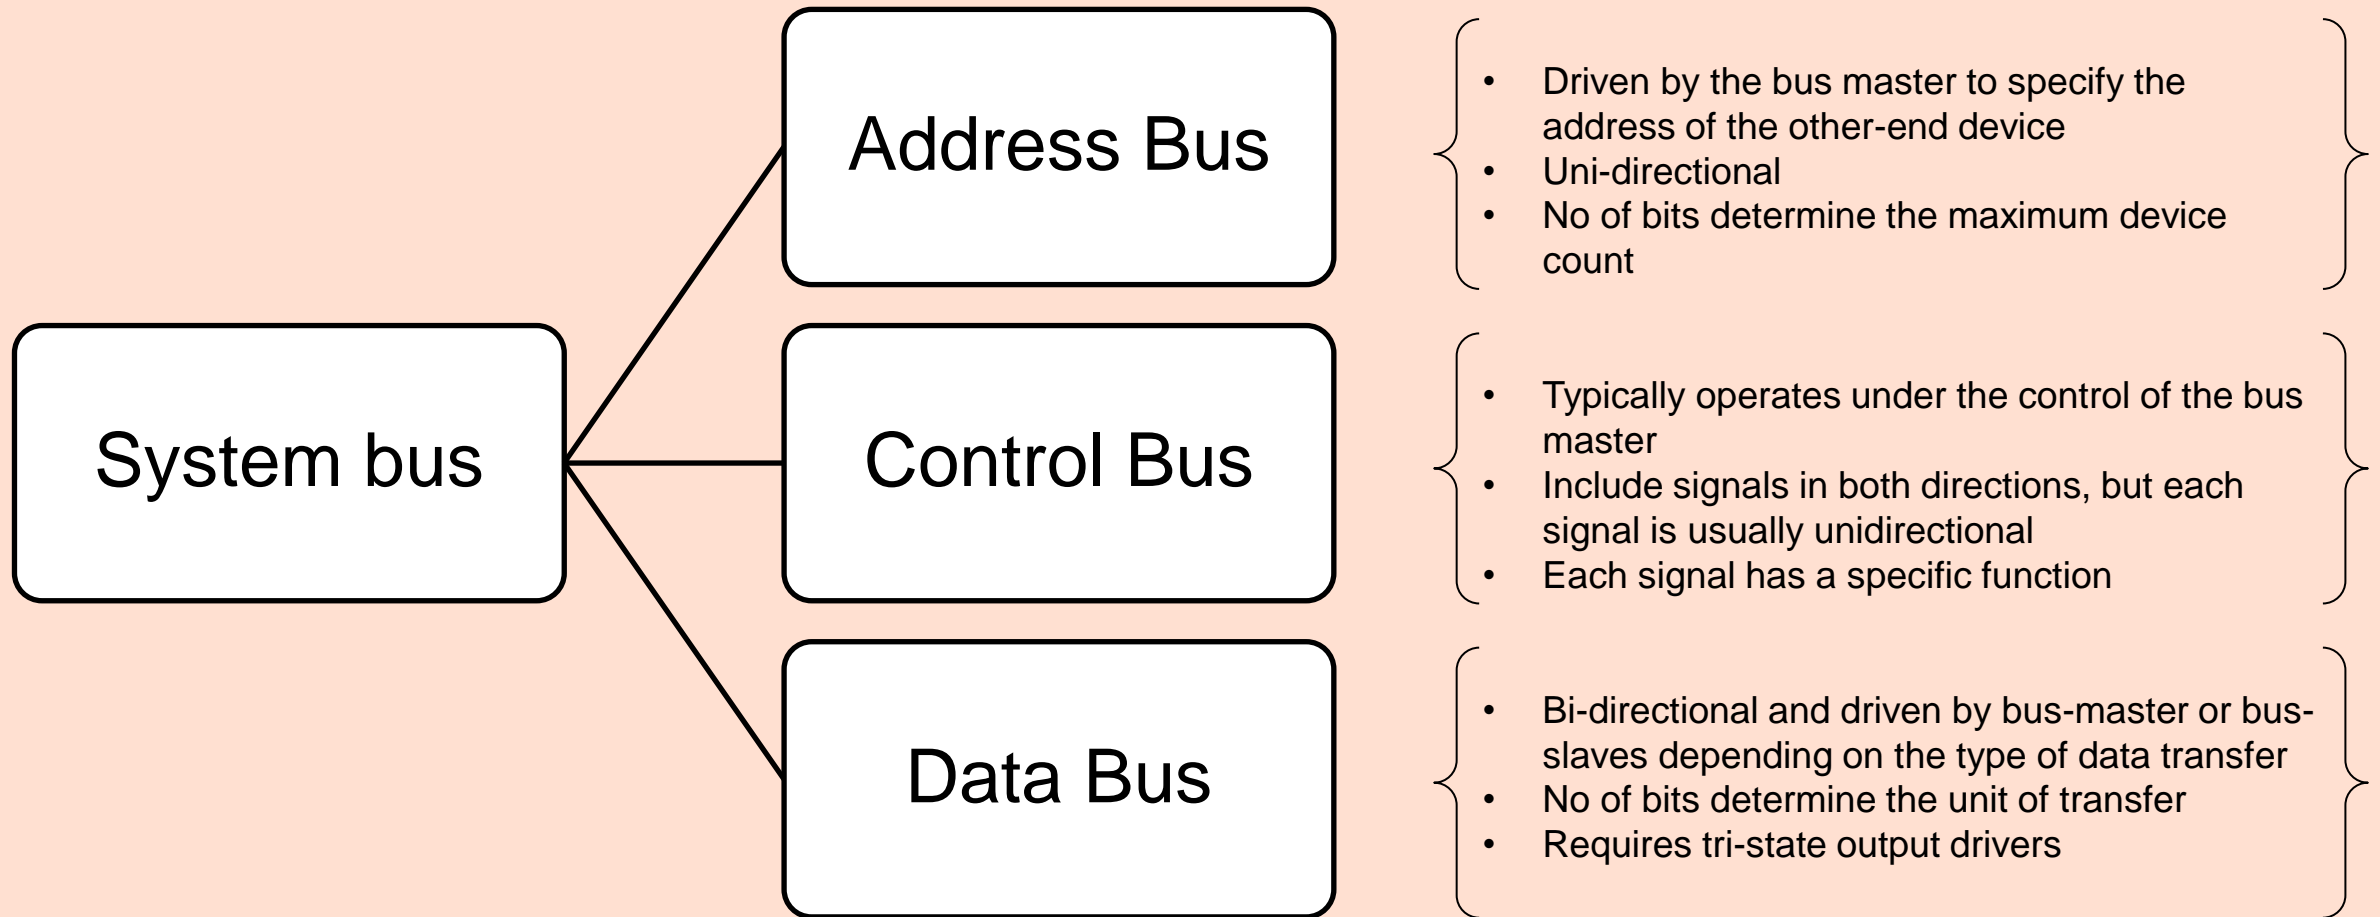 System bus
Address Bus
• Driven by the bus master to specify the
address of the other-end device
• Uni-directional
• No of bits determine the maximum device
count
Control Bus
• Typically operates under the control of the bus
master
• Include signals in both directions, but each
signal is usually unidirectional
• Each signal has a specific function
Data Bus
• Bi-directional and driven by bus-master or bus-
slaves depending on the type of data transfer
• No of bits determine the unit of transfer
• Requires tri-state output drivers